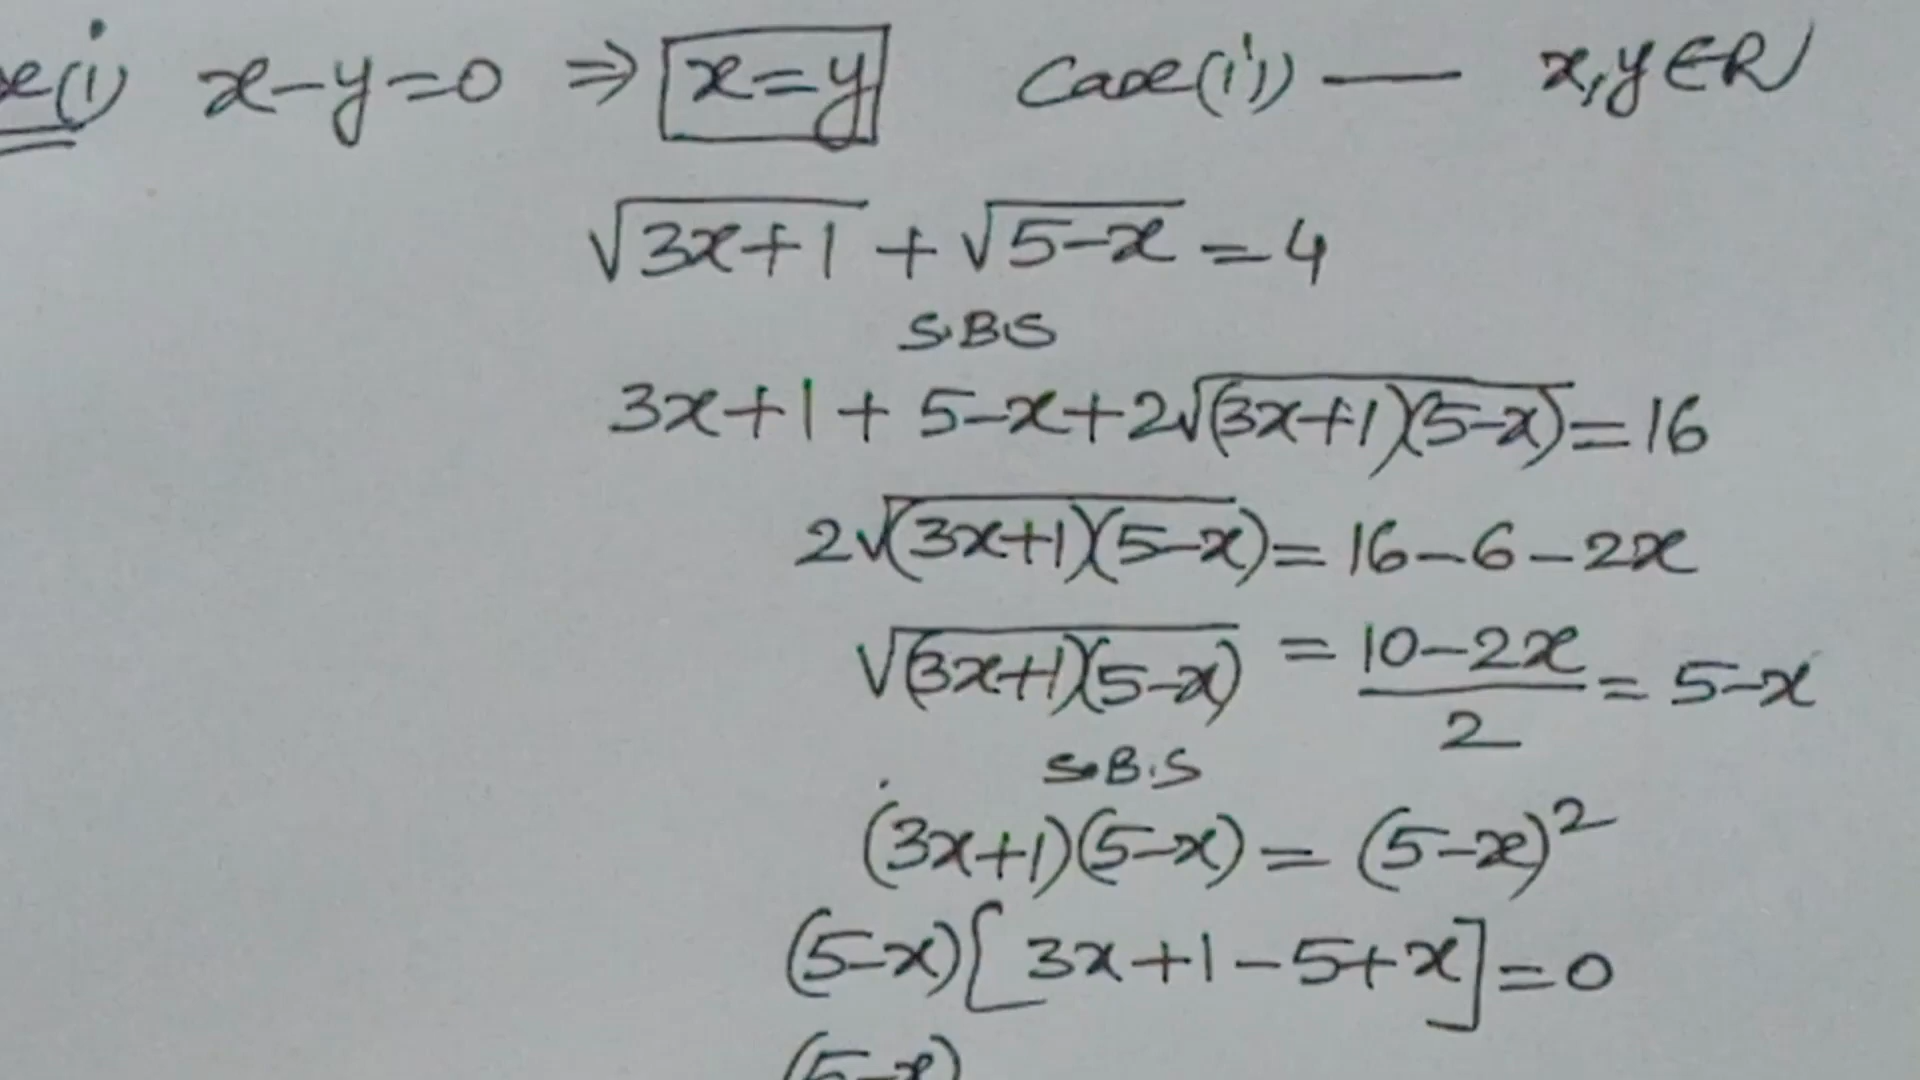 e(i) x-y=0 ⇒ x=y Case(ii) — x,y∈R
√(3x+1) + √(5-x) = 4
S.B.S
3x+1+5-x+2√((3x+1)(5-x)) = 16
2√((3x+1)(5-x)) = 16-6-2x
√((3x+1)(5-x)) = (10-2x)/2 = 5-x
S.B.S
(3x+1)(5-x) = (5-x)²
(5-x)[3x+1-5+x] = 0
(5-x)